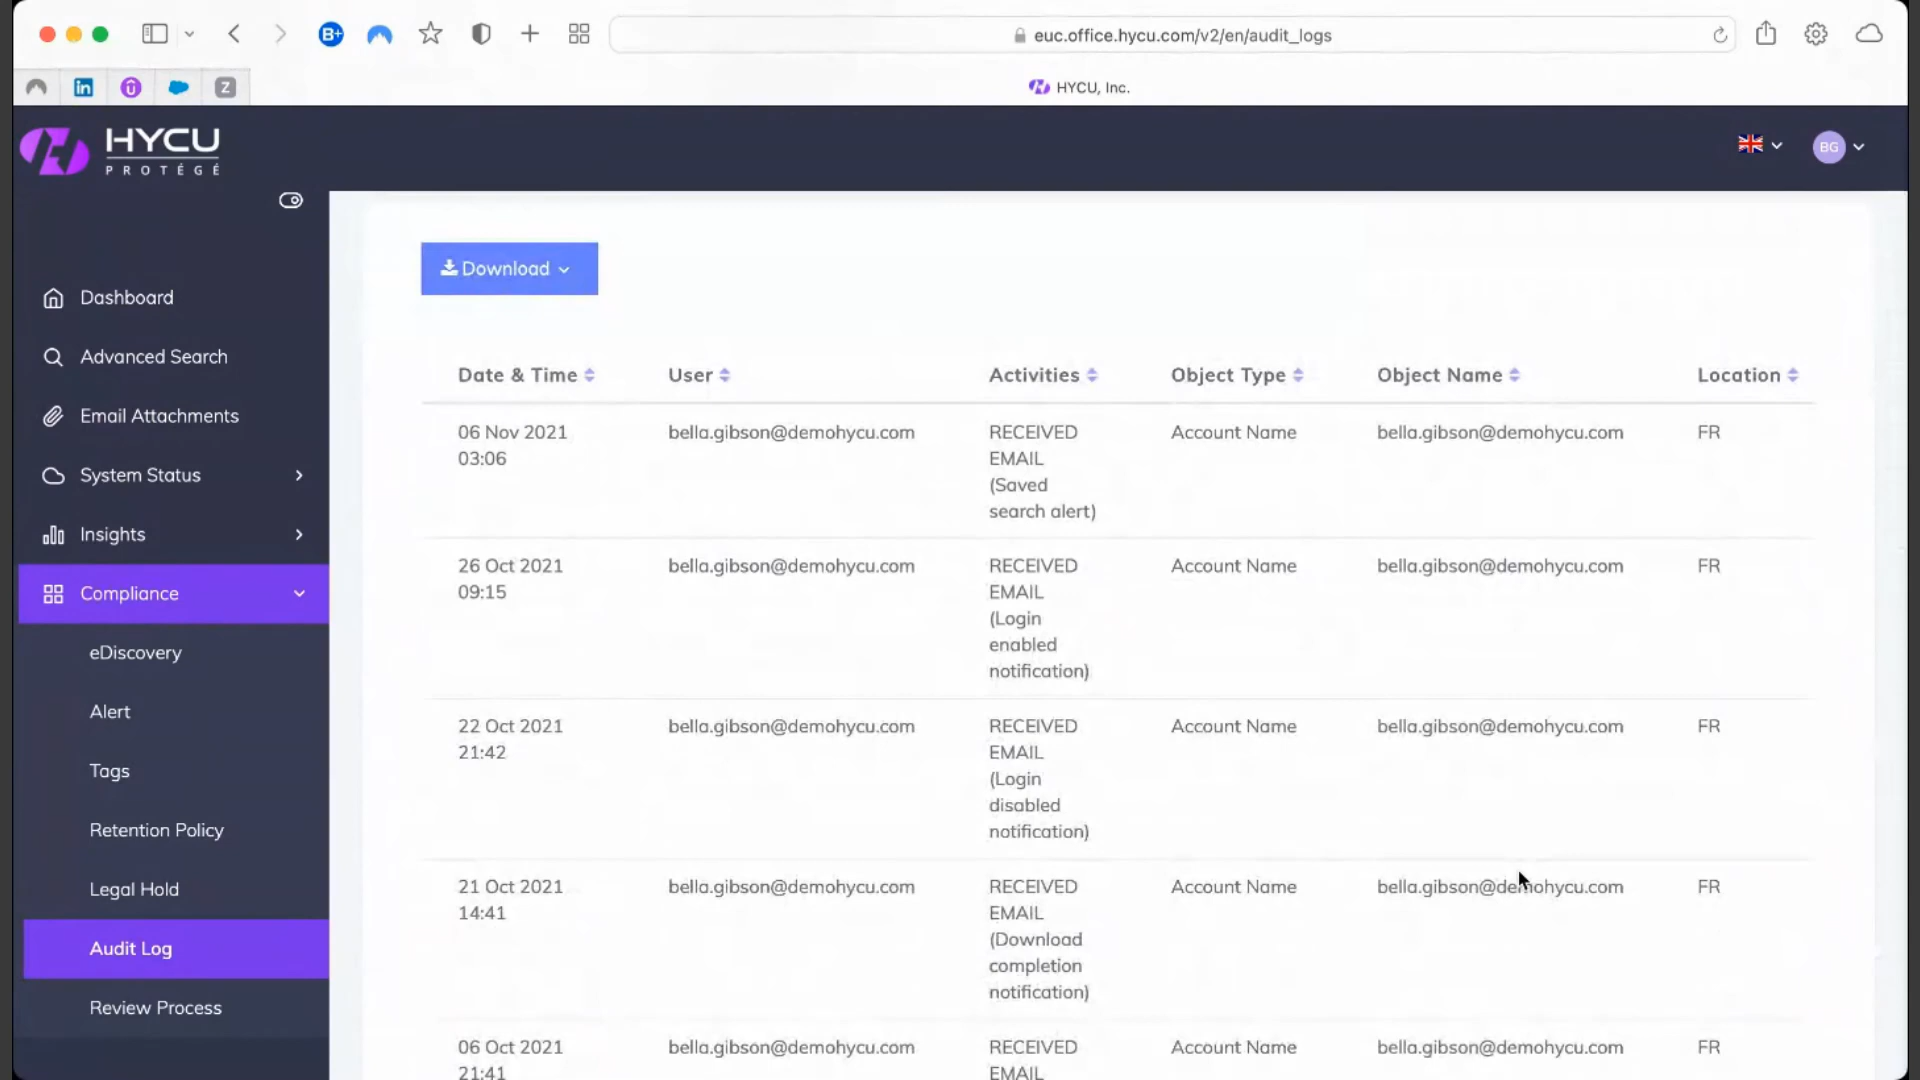 B+
euc.office.hycu.com/v2/en/audit_logs
in
Z
HYCU, Inc.
HYCU
PROTÉGÉ
BG
Download
Dashboard
Advanced Search
Email Attachments
System Status
Insights
Compliance
eDiscovery
Alert
Tags
Retention Policy
Legal Hold
Audit Log
Review Process
Date & Time User Activities Object Type Object Name Location
06 Nov 2021 bella.gibson@demohycu.com RECEIVED Account Name bella.gibson@demohycu.com FR
03:06 EMAIL
(Saved
search alert)
26 Oct 2021 bella.gibson@demohycu.com RECEIVED Account Name bella.gibson@demohycu.com FR
09:15 EMAIL
(Login
enabled
notification)
22 Oct 2021 bella.gibson@demohycu.com RECEIVED Account Name bella.gibson@demohycu.com FR
21:42 EMAIL
(Login
disabled
notification)
21 Oct 2021 bella.gibson@demohycu.com RECEIVED Account Name bella.gibson@demohycu.com FR
14:41 EMAIL
(Download
completion
notification)
06 Oct 2021 bella.gibson@demohycu.com RECEIVED Account Name bella.gibson@demohycu.com FR
21:41 EMAIL